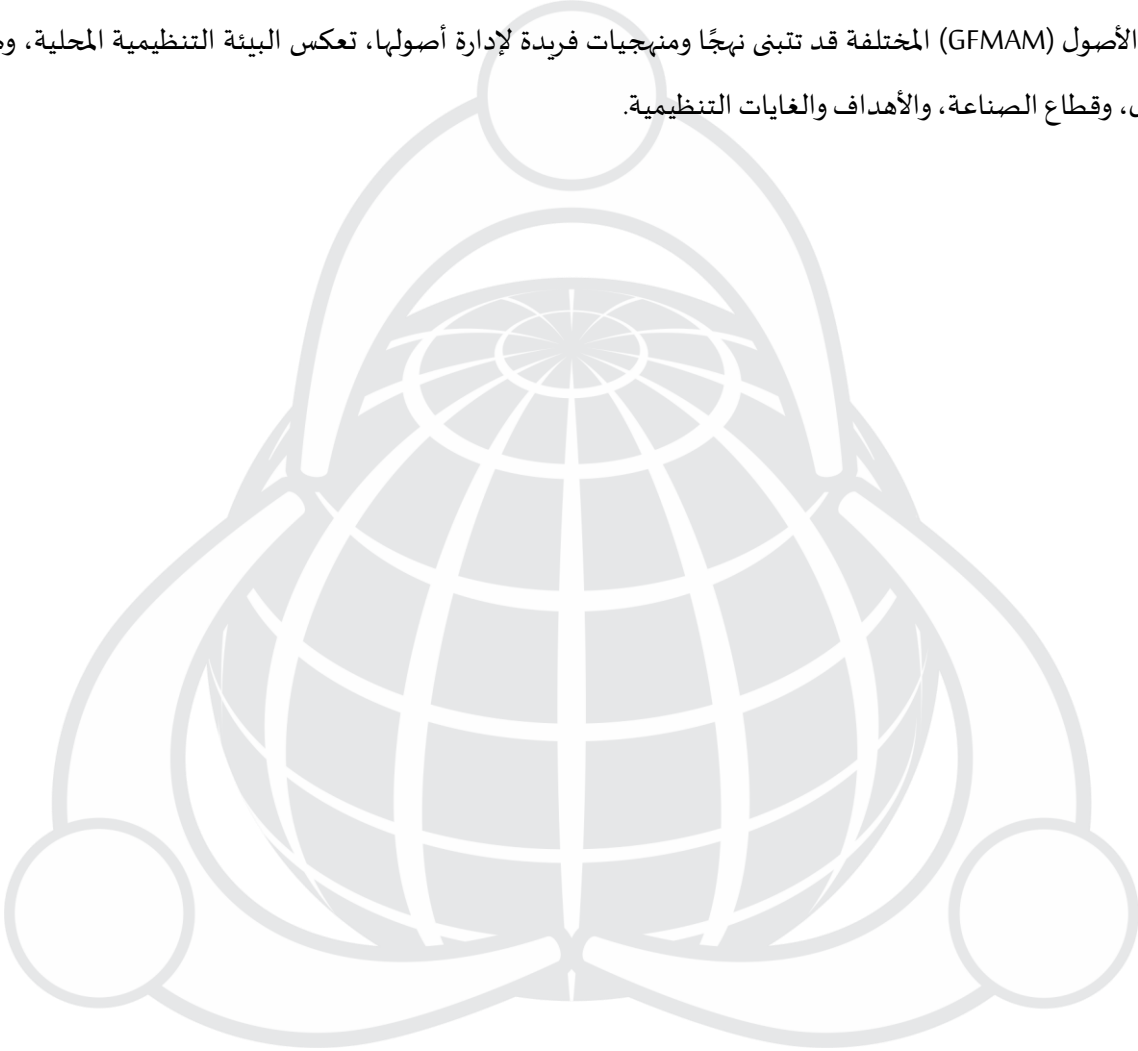 الأصول (GFMAM) المختلفة قد تتبنى نهجًا ومنهجيات فريدة لإدارة أصولها، تعكس البيئة التنظيمية المحلية،
، وقطاع الصناعة، والأهداف والغايات التنظيمية.